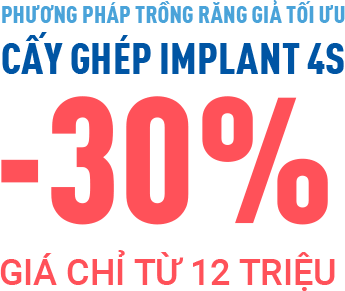 PHƯƠNG PHÁP TRỒNG RĂNG GIẢ TỐI ƯU
CẤY GHÉP IMPLANT 4S
-30%
GIÁ CHỈ TỪ 12 TRIỆU